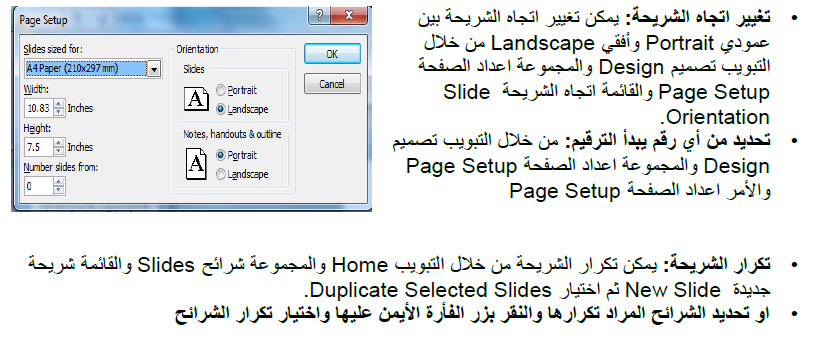 • تغيير اتجاه الشريحة: يمكن تغيير اتجاه الشريحة بين
عمودي Portrait وأفقي Landscape من خلال
التبويب تصميم Design والمجموعة اعداد الصفحة
Page Setup والقائمة اتجاه الشريحة Slide
Orientation.
• تحديد من أي رقم يبدأ الترقيم: من خلال التبويب تصميم
Design والمجموعة اعداد الصفحة Page Setup
والأمر اعداد الصفحة Page Setup
Page Setup
Slides sized for:
A4 Paper (210x297 mm)
Width:
10.83 Inches
Height:
7.5 Inches
Number slides from:
0
Orientation
Slides
Portrait
Landscape
Notes, handouts & outline
Portrait
Landscape
OK
Cancel
• تكرار الشريحة: يمكن تكرار الشريحة من خلال التبويب Home والمجموعة شرائح Slides والقائمة شريحة
جديدة New Slide ثم اختيار Duplicate Selected Slides.
• او تحديد الشرائح المراد تكرارها والنقر بزر الفأرة الأيمن عليها واختيار تكرار الشرائح